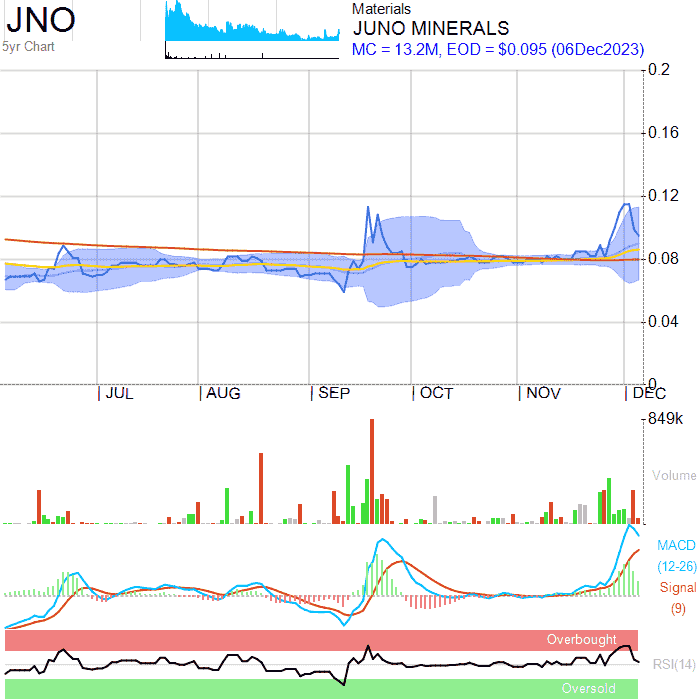 JNO
5yr Chart
Materials
JUNO MINERALS
MC = 13.2M, EOD = $0.095 (06Dec2023)
0.2
0.16
0.12
0.08
0.04
0
JUL AUG SEP OCT NOV DEC
849k
Volume
MACD
(12-26)
Signal
(9)
Overbought
RSI(14)
Oversold